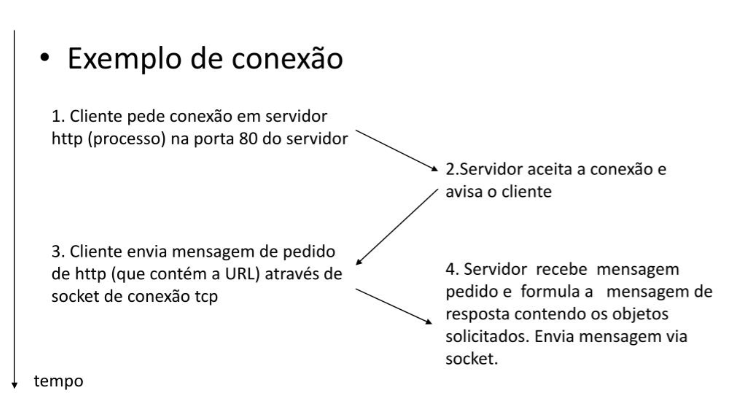 • Exemplo de conexão
1. Cliente pede conexão em servidor
http (processo) na porta 80 do servidor
2.Servidor aceita a conexão e
avisa o cliente
3. Cliente envia mensagem de pedido
de http (que contém a URL) através de
socket de conexão tcp
4. Servidor recebe mensagem
pedido e formula a mensagem de
resposta contendo os objetos
solicitados. Envia mensagem via
socket.
tempo